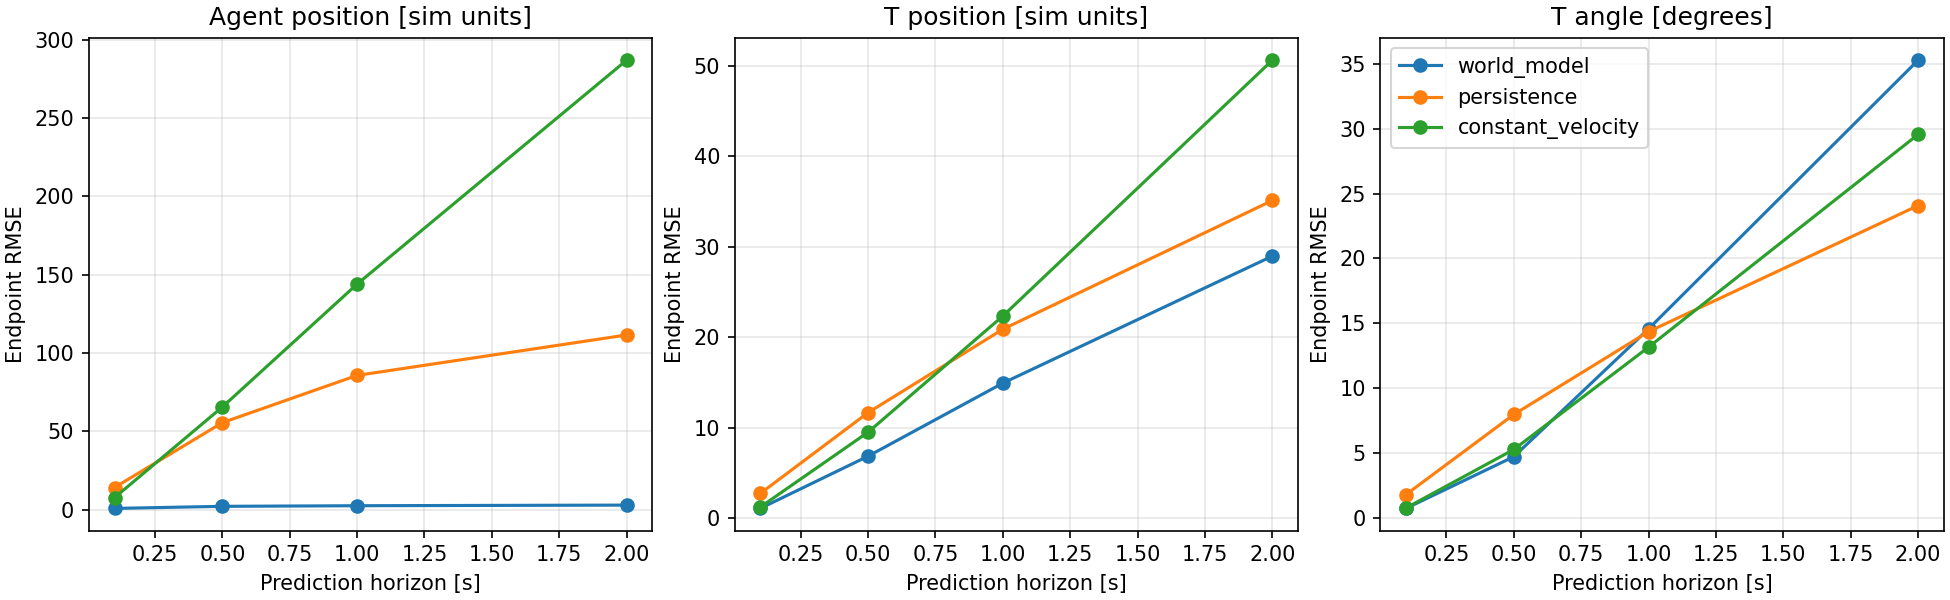 Agent position [sim units]
Endpoint RMSE
300
250
200
150
100
50
0
0.25 0.50 0.75 1.00 1.25 1.50 1.75 2.00
Prediction horizon [s]
T position [sim units]
Endpoint RMSE
50
40
30
20
10
0
0.25 0.50 0.75 1.00 1.25 1.50 1.75 2.00
Prediction horizon [s]
T angle [degrees]
world_model
persistence
constant_velocity
Endpoint RMSE
35
30
25
20
15
10
5
0
0.25 0.50 0.75 1.00 1.25 1.50 1.75 2.00
Prediction horizon [s]